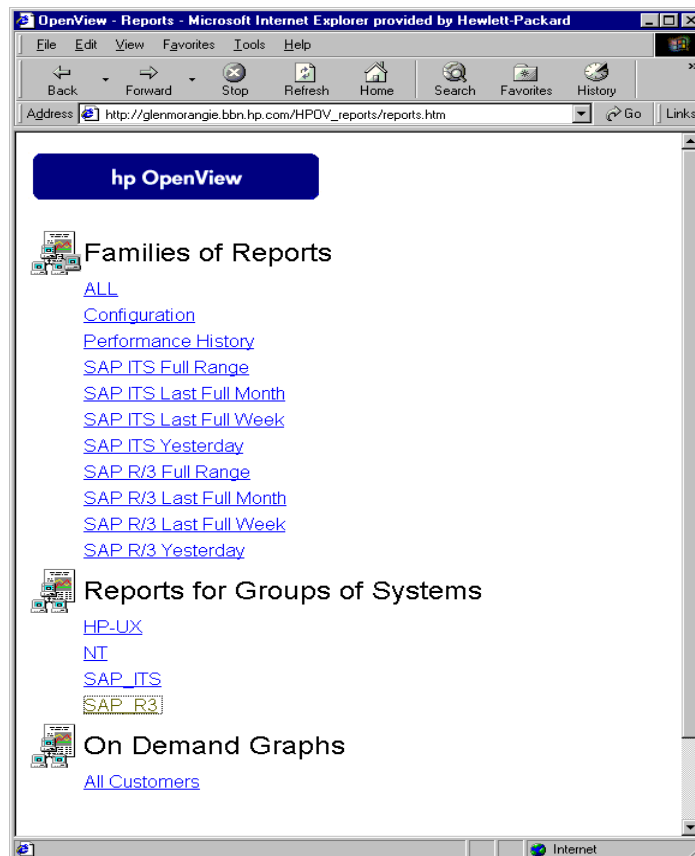 OpenView - Reports - Microsoft Internet Explorer provided by Hewlett-Packard
File Edit View Favorites Tools Help
Back Forward Stop Refresh Home Search Favorites History »
Address http://glenmorangie.bbn.hp.com/HPOV_reports/reports.htm Go Links
hp OpenView
Families of Reports
ALL
Configuration
Performance History
SAP ITS Full Range
SAP ITS Last Full Month
SAP ITS Last Full Week
SAP ITS Yesterday
SAP R/3 Full Range
SAP R/3 Last Full Month
SAP R/3 Last Full Week
SAP R/3 Yesterday
Reports for Groups of Systems
HP-UX
NT
SAP_ITS
SAP_R3
On Demand Graphs
All Customers
Internet